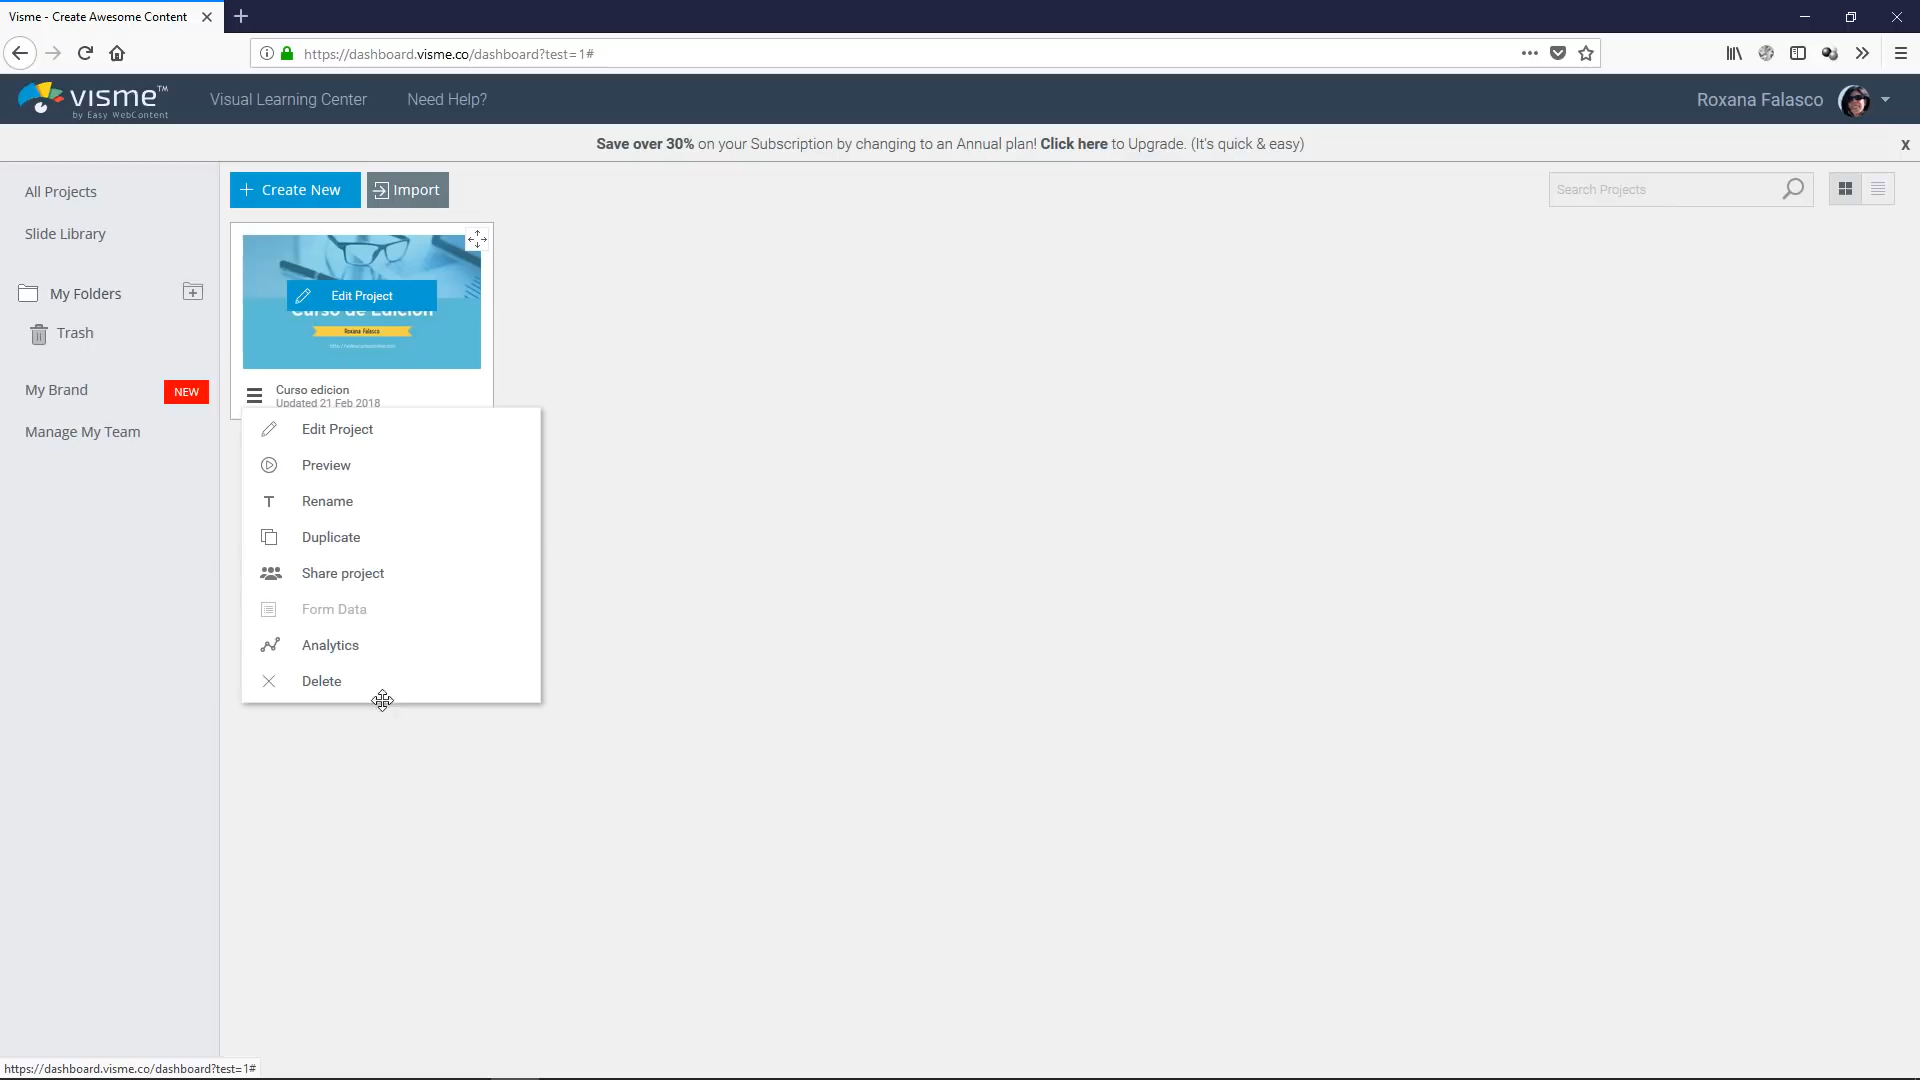 Visme - Create Awesome Content
https://dashboard.visme.co/dashboard?test=1#
visme™
by Easy WebContent
Visual Learning Center
Need Help?
Roxana Falasco
Save over 30% on your Subscription by changing to an Annual plan! Click here to Upgrade. (It's quick & easy)
X
All Projects
Slide Library
My Folders
Trash
My Brand
NEW
Manage My Team
Create New
Import
Search Projects
Edit Project
Curso de Edición
Roxana Falasco
Curso edicion
Updated 21 Feb 2018
Edit Project
Preview
T Rename
Duplicate
Share project
Form Data
Analytics
Delete
https://dashboard.visme.co/dashboard?test=1#